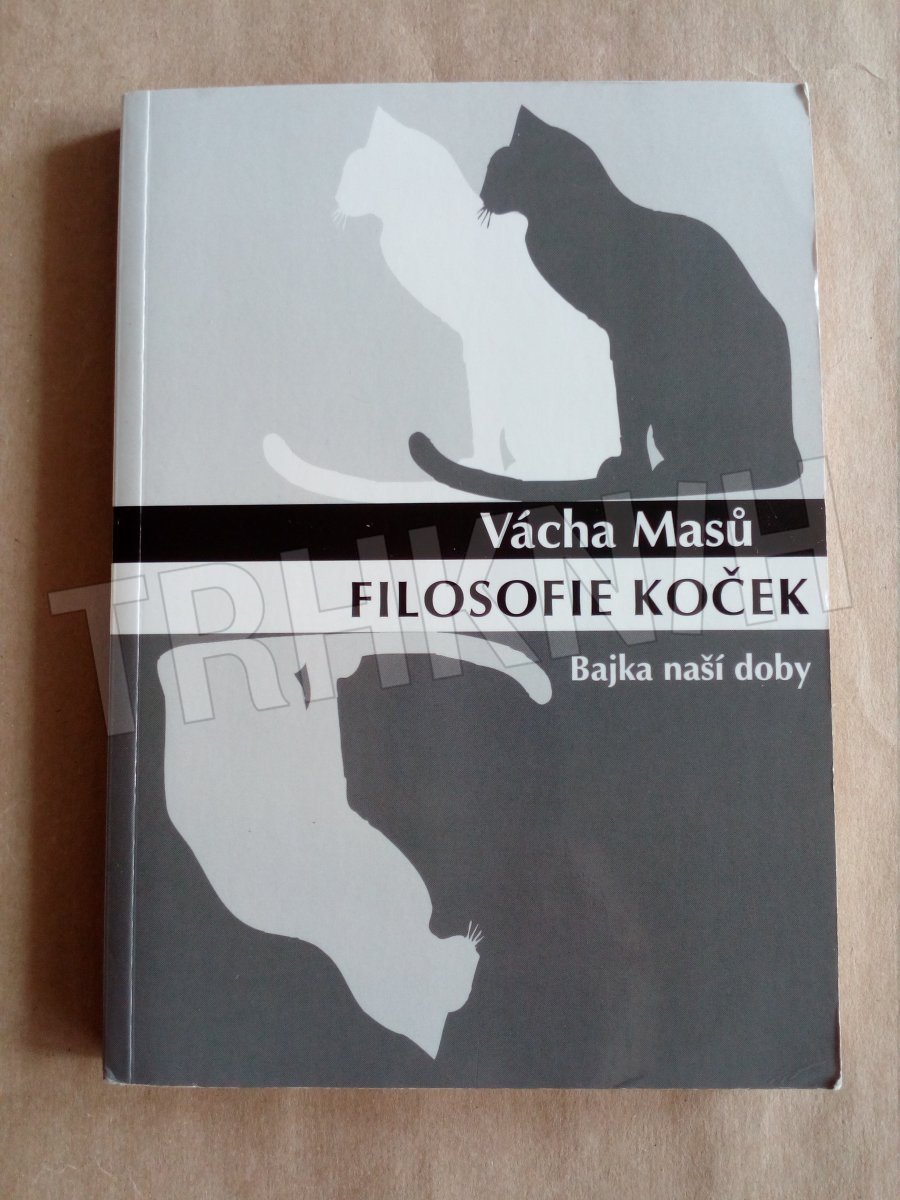 Vácha Masů
FILOSOFIE KOČEK
Bajka naší doby
TRHKNIH